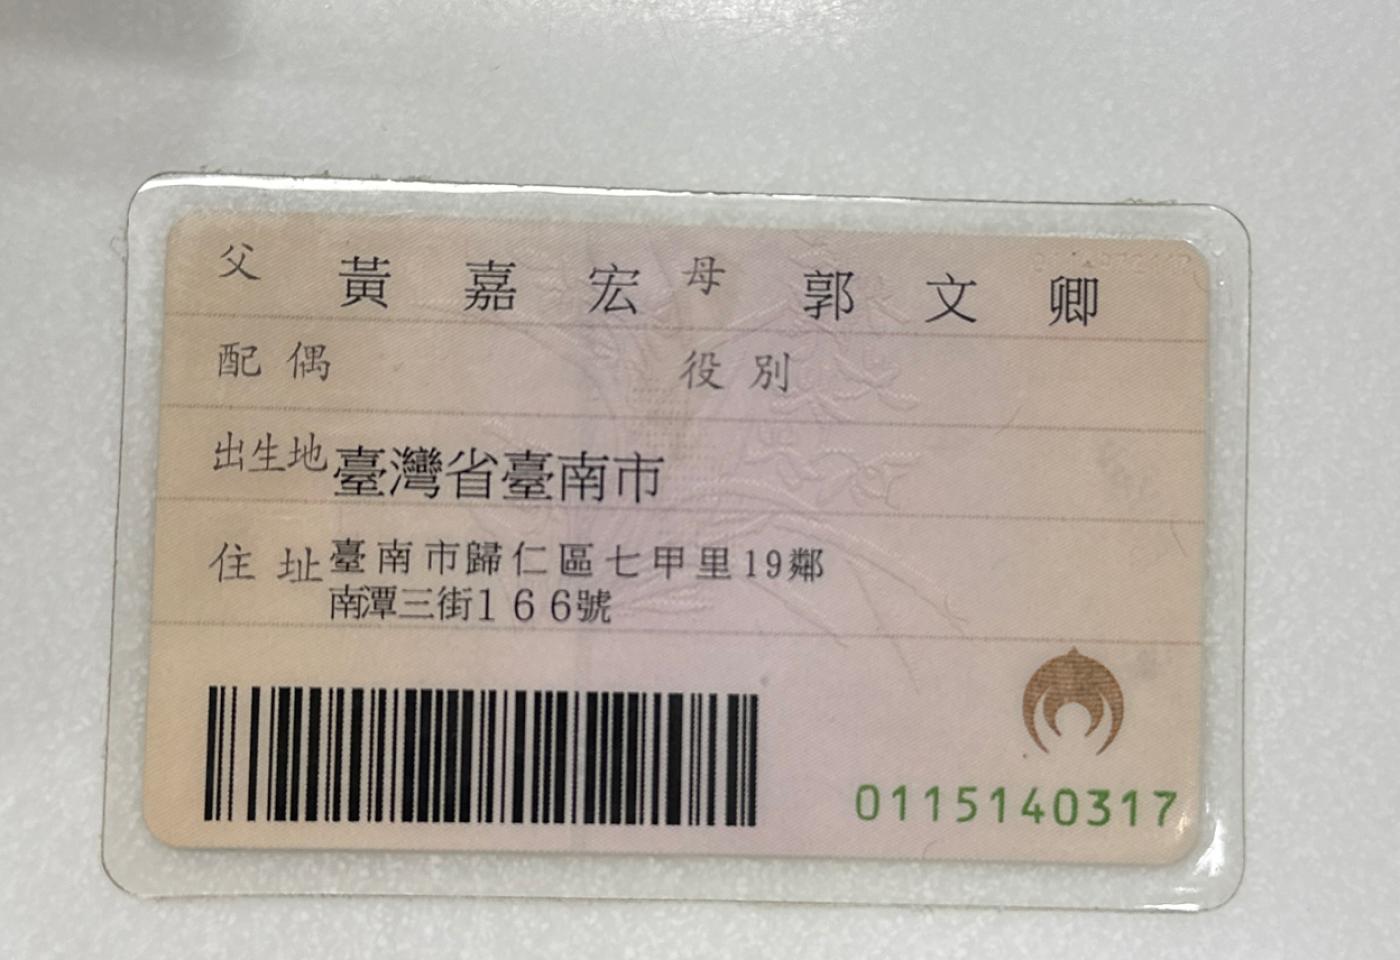 父 黃嘉宏 母 郭文卿
配偶 役別
出生地 臺灣省臺南市
住址 臺南市歸仁區七甲里19鄰
南潭三街166號
0115140317